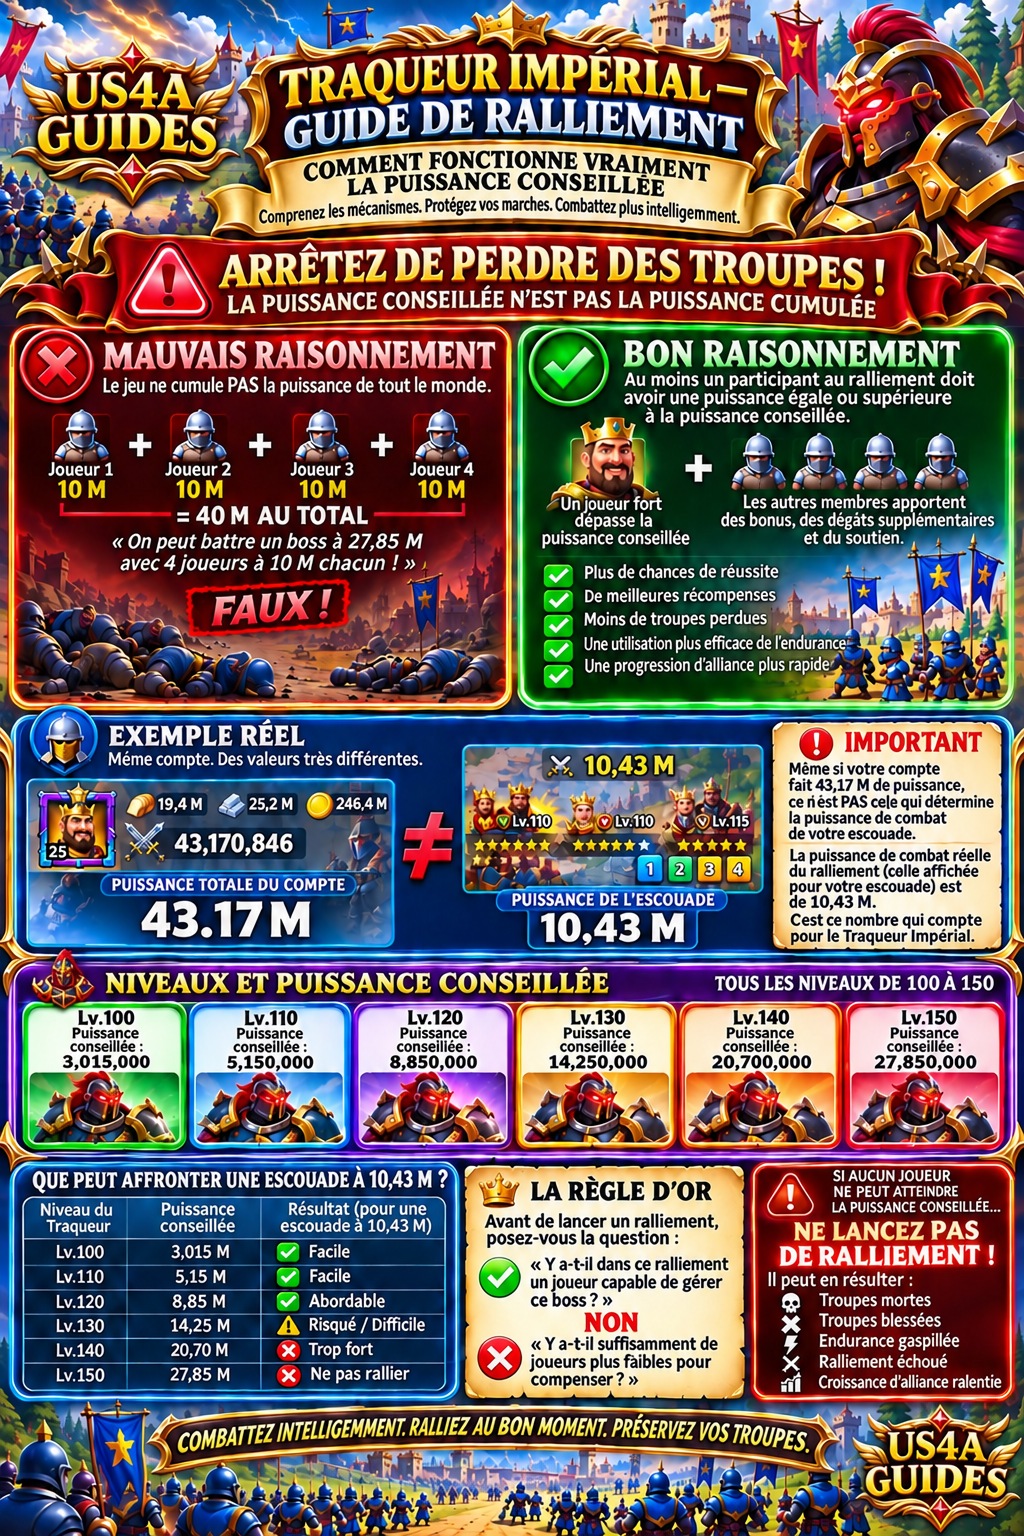 US4A
GUIDES
TRAQUEUR IMPÉRIAL —
GUIDE DE RALLIEMENT
COMMENT FONCTIONNE VRAIMENT
LA PUISSANCE CONSEILLÉE
Comprenez les mécanismes. Protégez vos marches. Combattez plus intelligemment.
ARRÊTEZ DE PERDRE DES TROUPES !
LA PUISSANCE CONSEILLÉE N'EST PAS LA PUISSANCE CUMULÉE
MAUVAIS RAISONNEMENT
Le jeu ne cumule PAS la puissance de tout le monde.
Joueur 1 + Joueur 2 + Joueur 3 + Joueur 4
10 M 10 M 10 M 10 M
= 40 M AU TOTAL
« On peut battre un boss à 27,85 M
avec 4 joueurs à 10 M chacun ! »
FAUX !
BON RAISONNEMENT
Au moins un participant au ralliement doit
avoir une puissance égale ou supérieure
à la puissance conseillée.
+
Un joueur fort
dépasse la
puissance conseillée
Les autres membres apportent
des bonus, des dégâts supplémentaires
et du soutien.
Plus de chances de réussite
De meilleures récompenses
Moins de troupes perdues
Une utilisation plus efficace de l'endurance
Une progression d'alliance plus rapide
EXEMPLE RÉEL
Même compte. Des valeurs très différentes.
25
19,4 M 25,2 M 246,4 M
43,170,846
PUISSANCE TOTALE DU COMPTE
43.17 M
≠
10,43 M
Lv.110 Lv.110 Lv.115
1 2 3 4
PUISSANCE DE L'ESCOUADE
10,43 M
IMPORTANT
Même si votre compte
fait 43,17 M de puissance,
ce n'est PAS cele qui détermine
la puissance de combat
de votre escouade.
La puissance de combat réelle
du ralliement (celle affichée
pour votre escouade) est
de 10,43 M.
C'est ce nombre qui compte
pour le Traqueur Impérial.
NIVEAUX ET PUISSANCE CONSEILLÉE
TOUS LES NIVEAUX DE 100 À 150
Lv.100
Puissance
conseillée :
3,015,000
Lv.110
Puissance
conseillée :
5,150,000
Lv.120
Puissance
conseillée :
8,850,000
Lv.130
Puissance
conseillée :
14,250,000
Lv.140
Puissance
conseillée :
20,700,000
Lv.150
Puissance
conseillée :
27,850,000
QUE PEUT AFFRONTER UNE ESCOUADE À 10,43 M ?
Niveau du Traqueur Puissance conseillée Résultat (pour une escouade à 10,43 M)
Lv.100 3,015 M Facile
Lv.110 5,15 M Facile
Lv.120 8,85 M Abordable
Lv.130 14,25 M Risqué / Difficile
Lv.140 20,70 M Trop fort
Lv.150 27,85 M Ne pas rallier
LA RÈGLE D'OR
Avant de lancer un ralliement,
posez-vous la question :
« Y a-t-il dans ce ralliement
un joueur capable de gérer
ce boss ? »
NON
« Y a-t-il suffisamment de
joueurs plus faibles pour
compenser ? »
SI AUCUN JOUEUR
NE PEUT ATTEINDRE
LA PUISSANCE CONSEILLÉE...
NE LANCEZ PAS
DE RALLIEMENT !
Il peut en résulter :
Troupes mortes
Troupes blessées
Endurance gaspillée
Ralliement échoué
Croissance d'alliance ralentie
COMBATTEZ INTELLIGEMMENT. RALLIEZ AU BON MOMENT. PRÉSERVEZ VOS TROUPES.
US4A
GUIDES